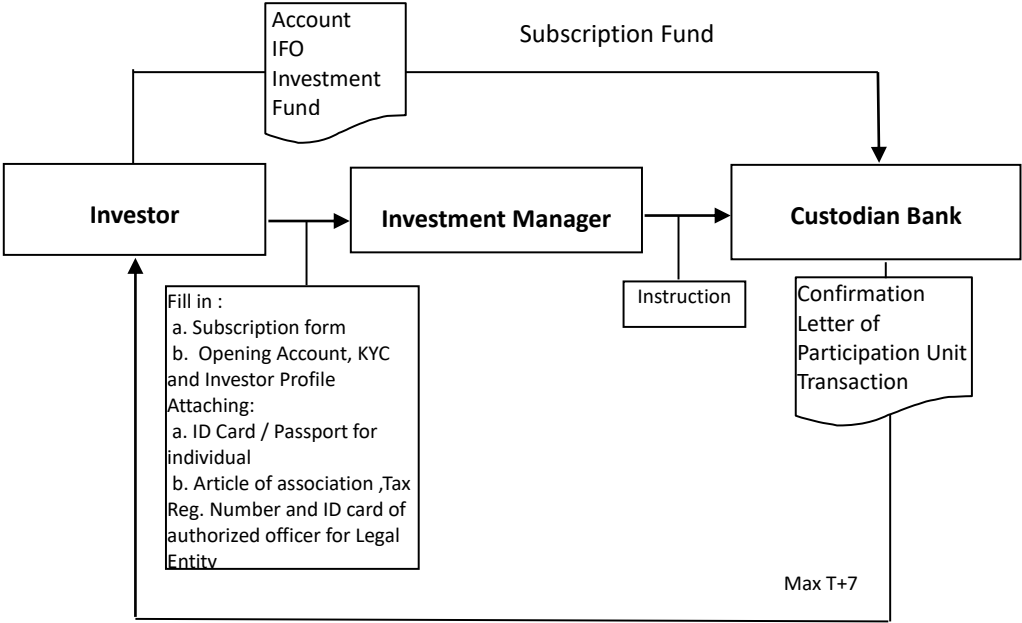 Account
IFO
Investment
Fund
Subscription Fund
Investor
Investment Manager
Custodian Bank
Fill in :
a. Subscription form
b. Opening Account, KYC
and Investor Profile
Attaching:
a. ID Card / Passport for
individual
b. Article of association ,Tax
Reg. Number and ID card of
authorized officer for Legal
Entity
Instruction
Confirmation
Letter of
Participation Unit
Transaction
Max T+7